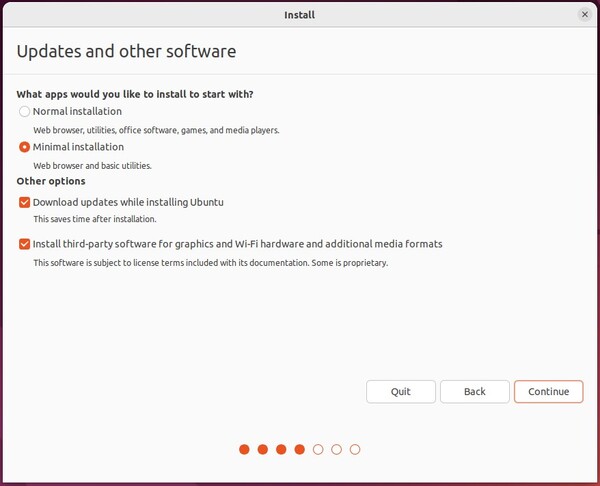 Install
Updates and other software
What apps would you like to install to start with?
Normal installation
Web browser, utilities, office software, games, and media players.
Minimal installation
Web browser and basic utilities.
Other options
Download updates while installing Ubuntu
This saves time after installation.
Install third-party software for graphics and Wi-Fi hardware and additional media formats
This software is subject to license terms included with its documentation. Some is proprietary.
Quit Back Continue